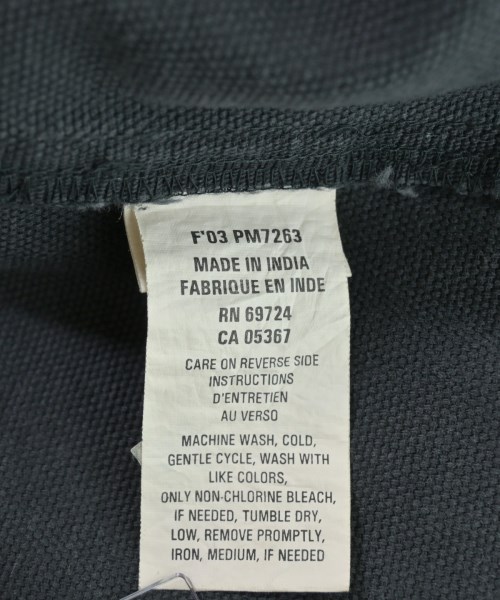 F'03 PM7263
MADE IN INDIA
FABRIQUE EN INDE
RN 69724
CA 05367
CARE ON REVERSE SIDE
INSTRUCTIONS
D'ENTRETIEN
AU VERSO
MACHINE WASH, COLD,
GENTLE CYCLE, WASH WITH
LIKE COLORS,
ONLY NON-CHLORINE BLEACH,
IF NEEDED, TUMBLE DRY,
LOW, REMOVE PROMPTLY,
IRON, MEDIUM, IF NEEDED